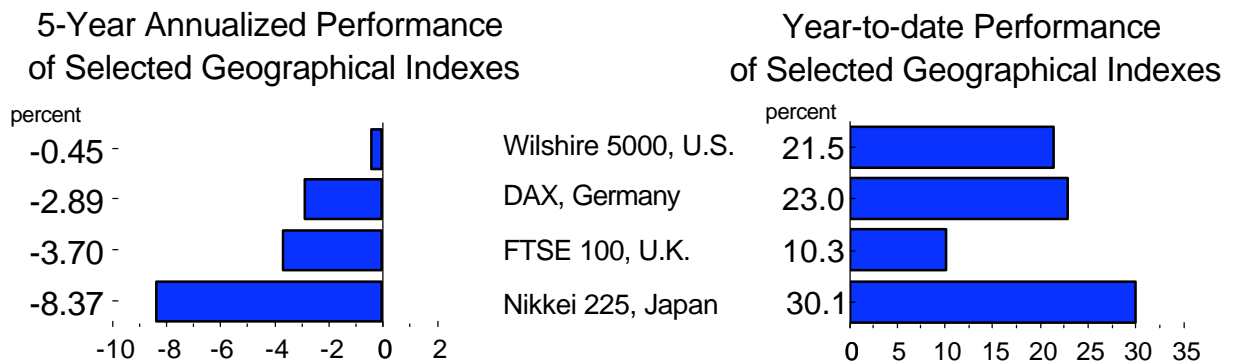 5-Year Annualized Performance
of Selected Geographical Indexes
percent
-0.45
-2.89
-3.70
-8.37
-10 -8 -6 -4 -2 0 2
Wilshire 5000, U.S.
DAX, Germany
FTSE 100, U.K.
Nikkei 225, Japan
Year-to-date Performance
of Selected Geographical Indexes
percent
21.5
23.0
10.3
30.1
0 5 10 15 20 25 30 35